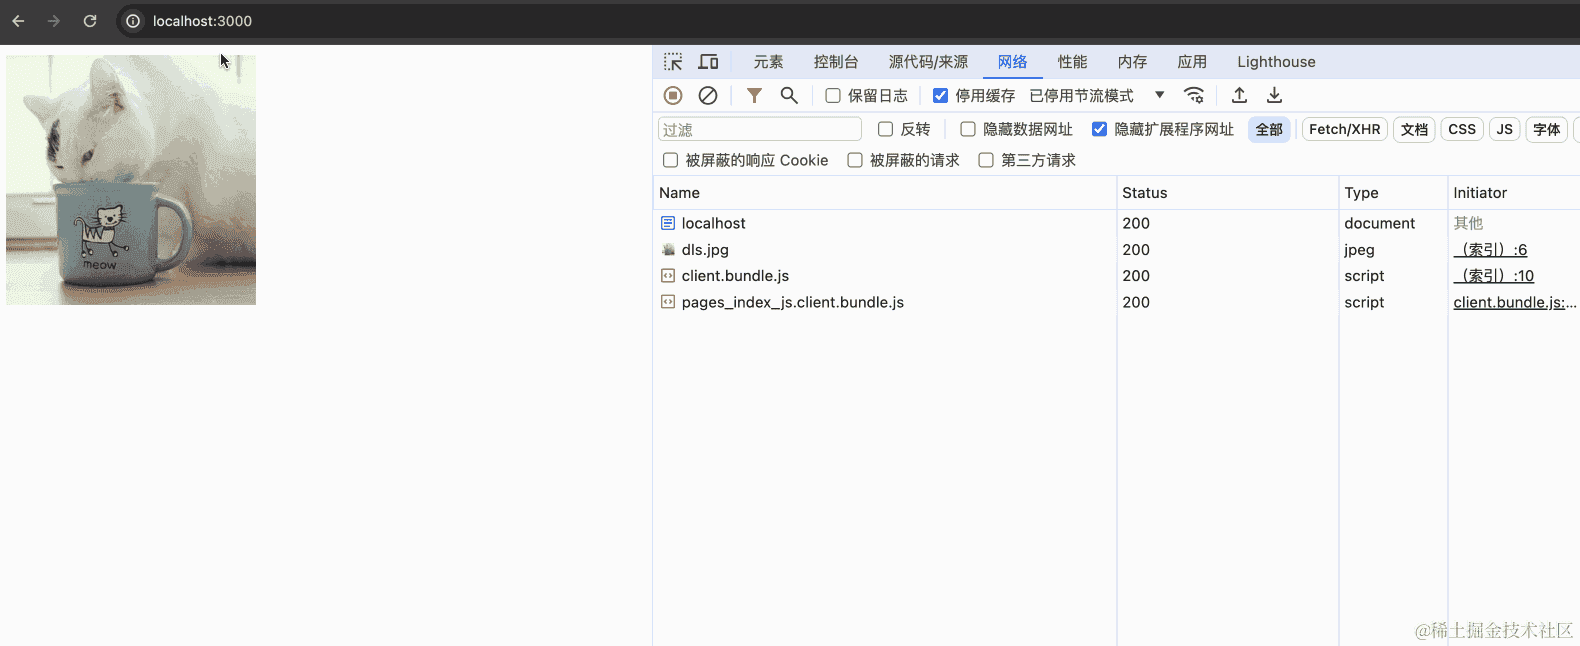 localhost:3000
元素 控制台 源代码/来源 网络 性能 内存 应用 Lighthouse
保留日志 停用缓存 已停用节流模式
过滤 反转 隐藏数据网址 隐藏扩展程序网址 全部 Fetch/XHR 文档 CSS JS 字体
被屏蔽的响应 Cookie 被屏蔽的请求 第三方请求
Name Status Type Initiator
localhost 200 document 其他
dls.jpg 200 jpeg （索引）:6
client.bundle.js 200 script （索引）:10
pages_index_js.client.bundle.js 200 script client.bundle.js:...
meow
@稀土掘金技术社区